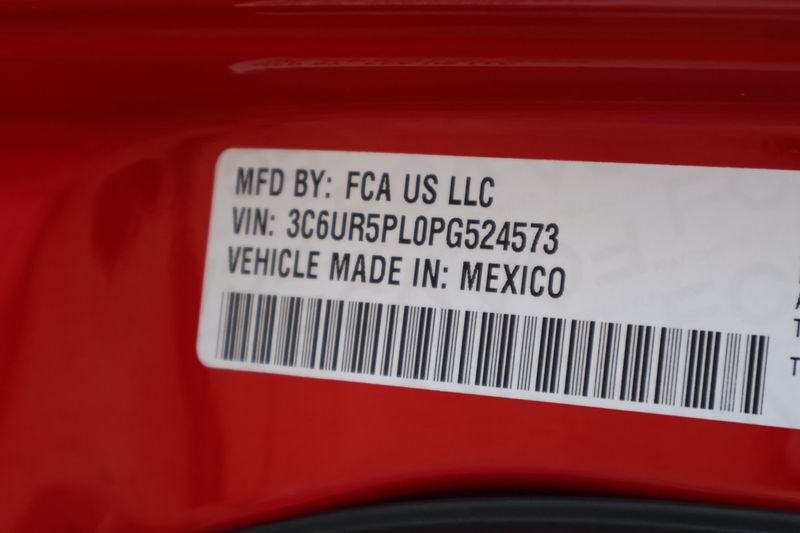 MFD BY: FCA US LLC
VIN: 3C6UR5PL0PG524573
VEHICLE MADE IN: MEXICO